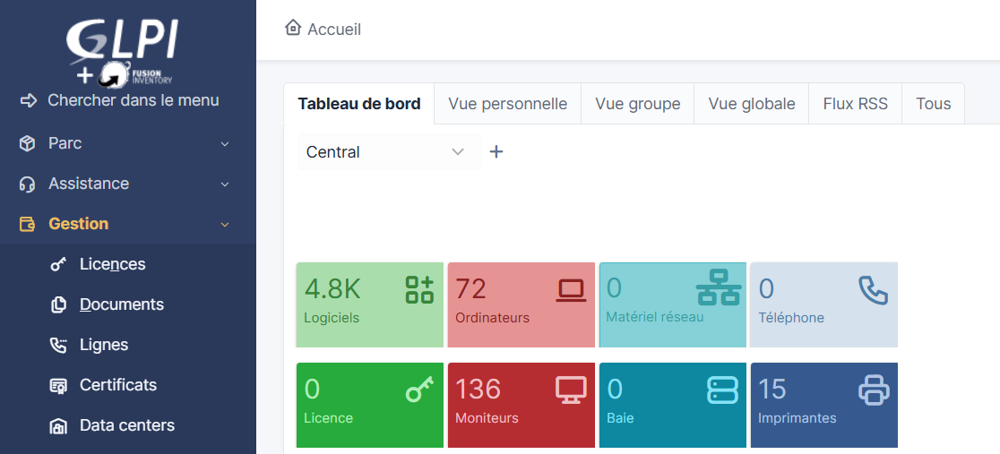 GLPI
+ FUSION
INVENTORY
Chercher dans le menu
Parc
Assistance
Gestion
Licences
Documents
Lignes
Certificats
Data centers
Accueil
Tableau de bord
Vue personnelle
Vue groupe
Vue globale
Flux RSS
Tous
Central
+
4.8K
Logiciels
72
Ordinateurs
0
Matériel réseau
0
Téléphone
0
Licence
136
Moniteurs
0
Baie
15
Imprimantes